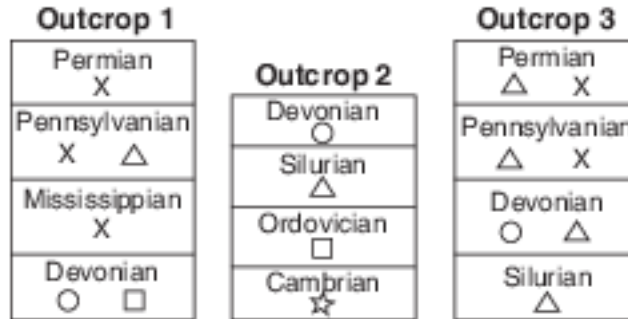 Outcrop 1
Permian
X
Pennsylvanian
X
Mississippian
X
Devonian
Outcrop 2
Devonian
Silurian
Ordovician
Cambrian
Outcrop 3
Permian
X
Pennsylvanian
X
Devonian
Silurian